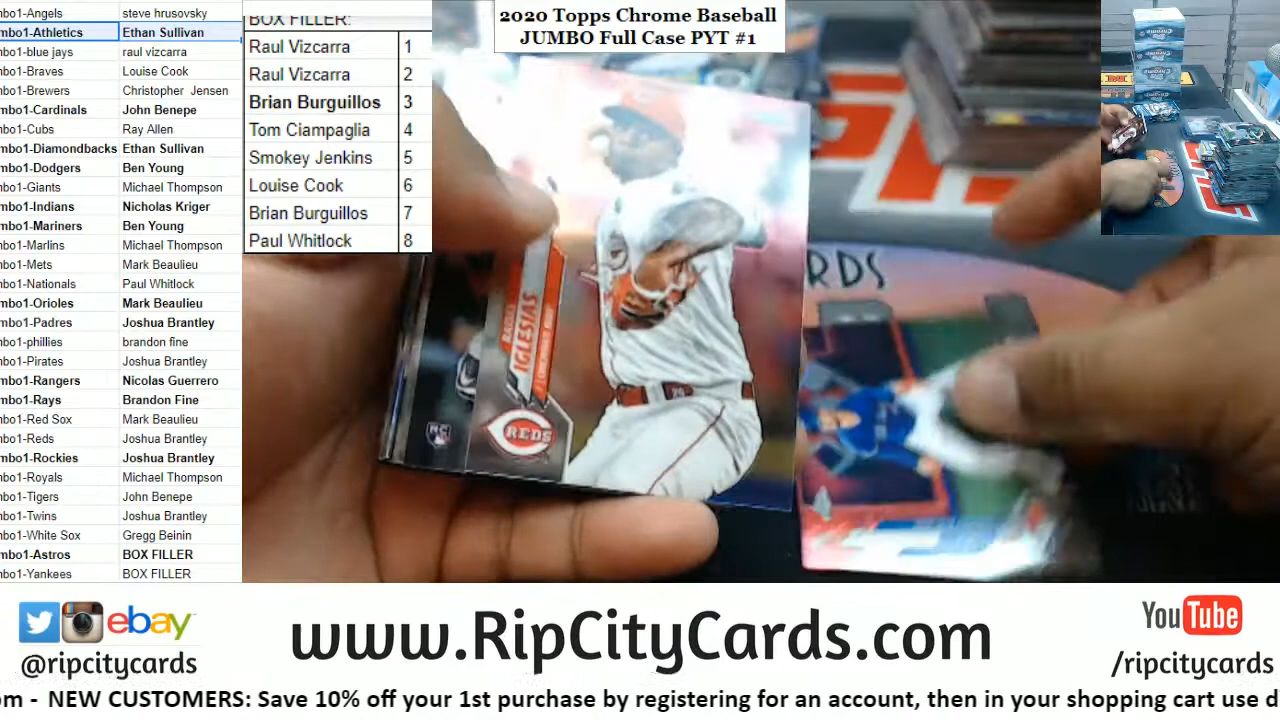 mbo1-Angels steve hrusovsky
mbo1-Athletics Ethan Sullivan
mbo1-blue jays raul vizcarra
mbo1-Braves Louise Cook
mbo1-Brewers Christopher Jensen
mbo1-Cardinals John Benepe
mbo1-Cubs Ray Allen
mbo1-Diamondbacks Ethan Sullivan
mbo1-Dodgers Ben Young
mbo1-Giants Michael Thompson
mbo1-Indians Nicholas Kriger
mbo1-Mariners Ben Young
mbo1-Marlins Michael Thompson
mbo1-Mets Mark Beaulieu
mbo1-Nationals Paul Whitlock
mbo1-Orioles Mark Beaulieu
mbo1-Padres Joshua Brantley
mbo1-phillies brandon fine
mbo1-Pirates Joshua Brantley
mbo1-Rangers Nicolas Guerrero
mbo1-Rays Brandon Fine
mbo1-Red Sox Mark Beaulieu
mbo1-Reds Joshua Brantley
mbo1-Rockies Joshua Brantley
mbo1-Royals Michael Thompson
mbo1-Tigers John Benepe
mbo1-Twins Joshua Brantley
mbo1-White Sox Gregg Beinin
mbo1-Astros BOX FILLER
mbo1-Yankees BOX FILLER
BOX FILLER:
Raul Vizcarra 1
Raul Vizcarra 2
Brian Burguillos 3
Tom Ciampaglia 4
Smokey Jenkins 5
Louise Cook 6
Brian Burguillos 7
Paul Whitlock 8
2020 Topps Chrome Baseball
JUMBO Full Case PYT #1
RDS
IGLESIAS
REDS
RC
ebay
@ripcitycards
www.RipCityCards.com
YouTube
/ripcitycards
om - NEW CUSTOMERS: Save 10% off your 1st purchase by registering for an account, then in your shopping cart use d